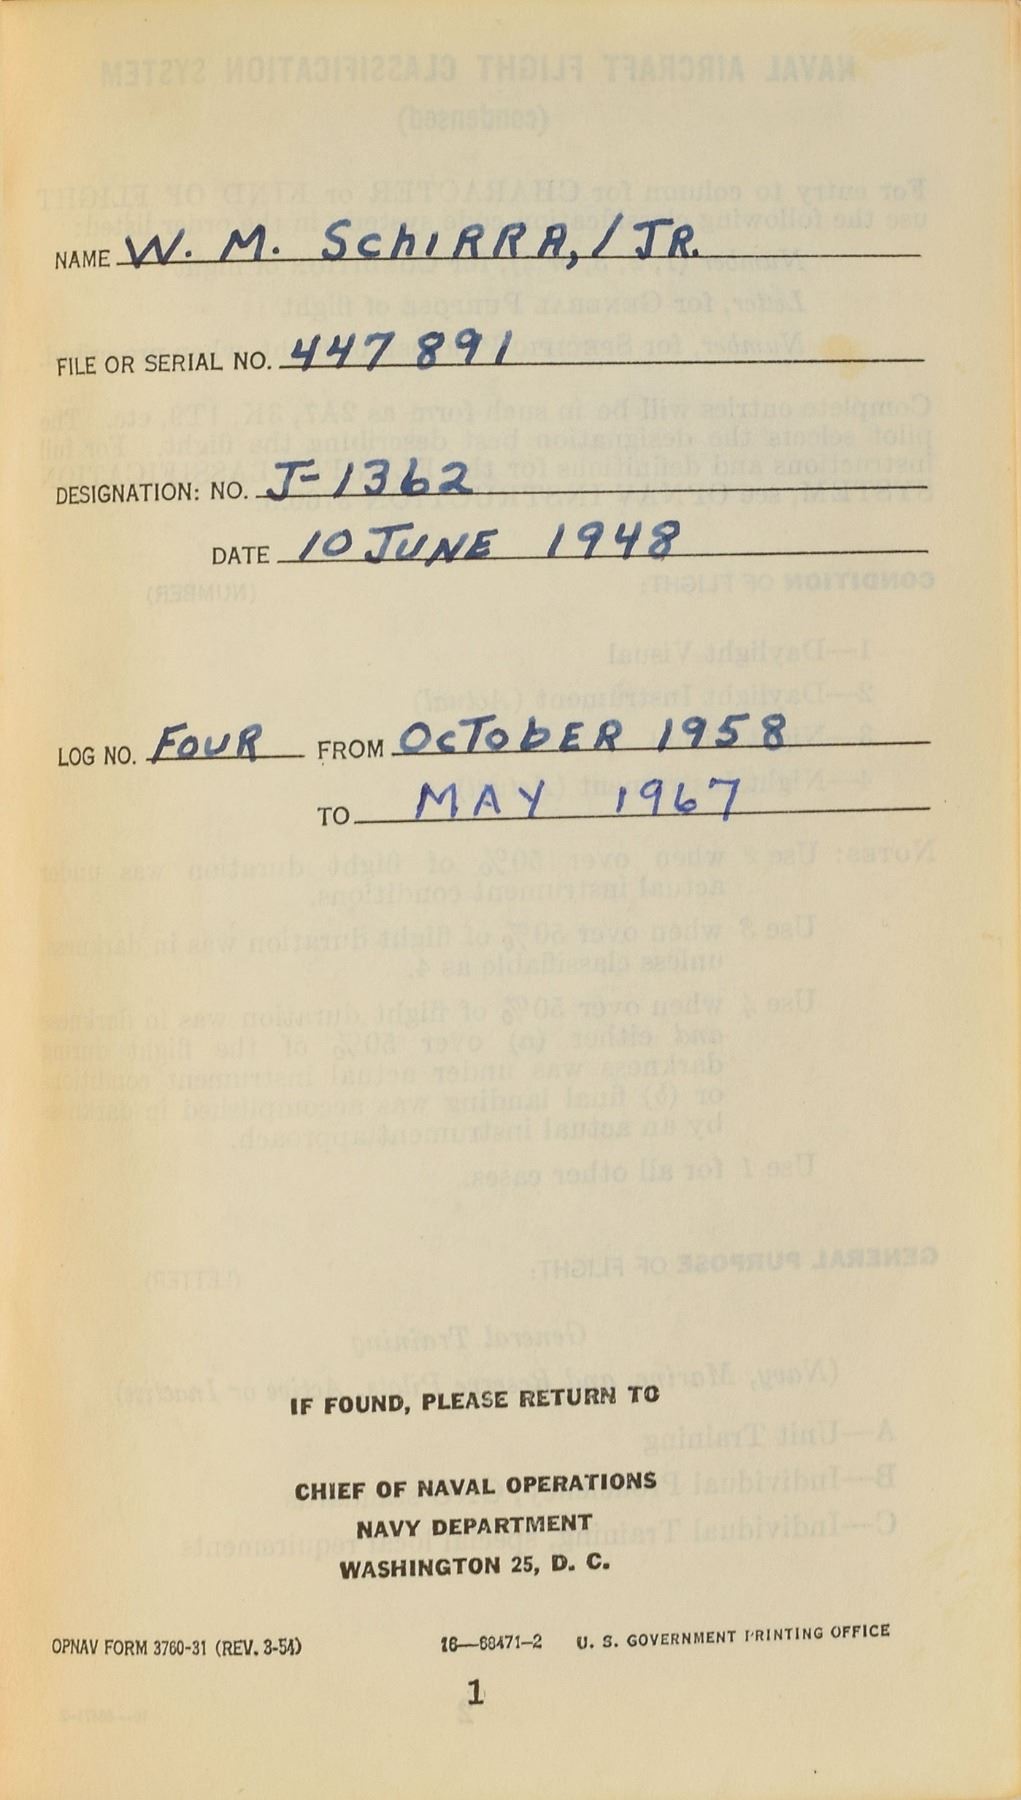 NAME W. M. SCHIRRA, / JR.
FILE OR SERIAL NO. 447 891
DESIGNATION: NO. J-1362
DATE 10 JUNE 1948
LOG NO. FOUR FROM OCTOBER 1958
TO MAY 1967
IF FOUND, PLEASE RETURN TO
CHIEF OF NAVAL OPERATIONS
NAVY DEPARTMENT
WASHINGTON 25, D. C.
OPNAV FORM 3760-31 (REV. 3-54) 16—68471-2 U. S. GOVERNMENT PRINTING OFFICE
1